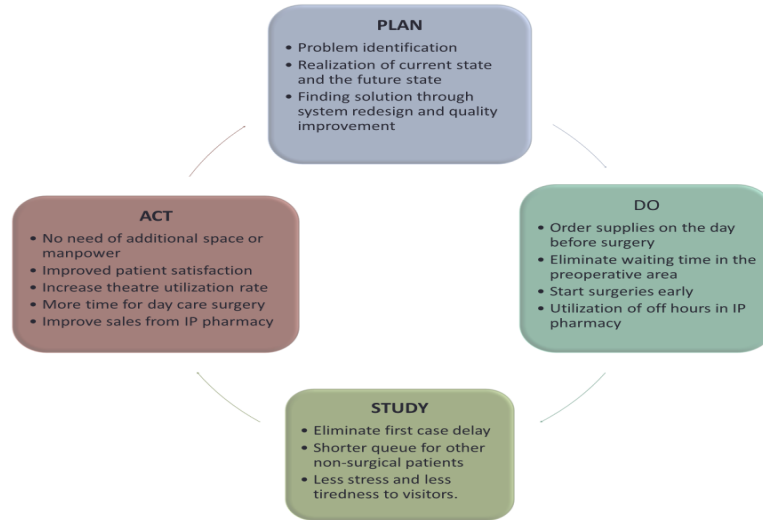 PLAN
• Problem identification
• Realization of current state
and the future state
• Finding solution through
system redesign and quality
improvement
DO
• Order supplies on the day
before surgery
• Eliminate waiting time in the
preoperative area
• Start surgeries early
• Utilization of off hours in IP
pharmacy
STUDY
• Eliminate first case delay
• Shorter queue for other
non-surgical patients
• Less stress and less
tiredness to visitors.
ACT
• No need of additional space or
manpower
• Improved patient satisfaction
• Increase theatre utilization rate
• More time for day care surgery
• Improve sales from IP pharmacy